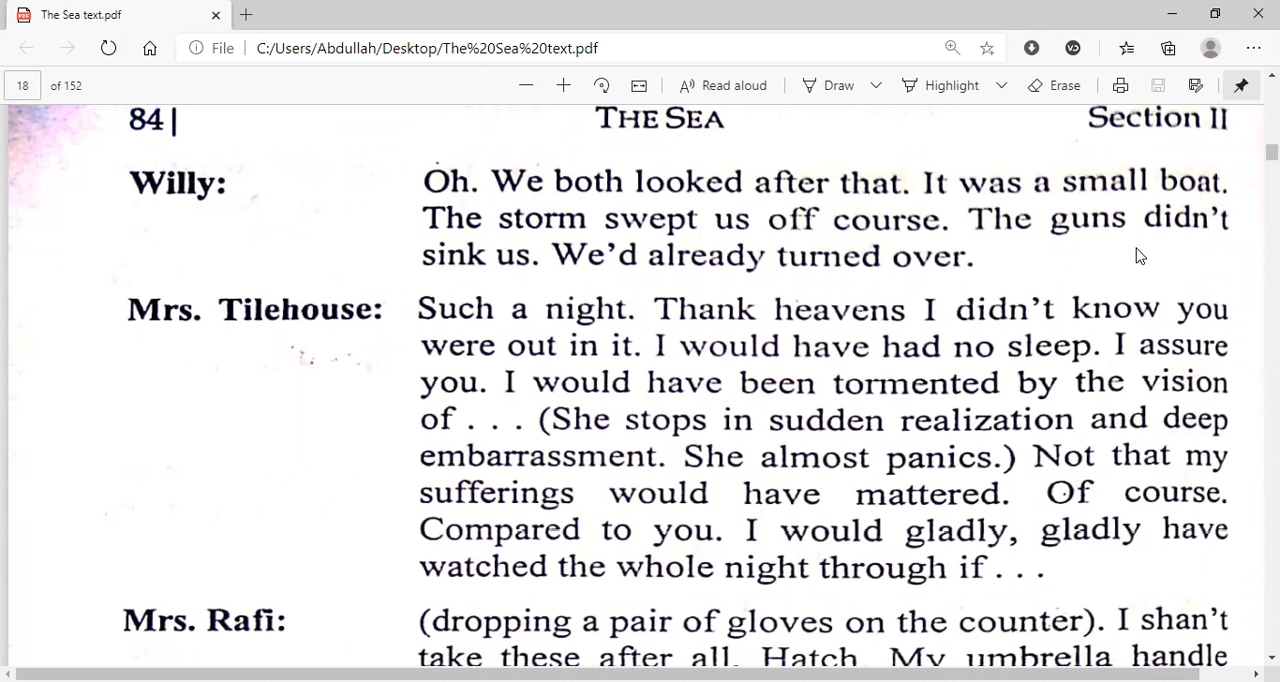 The Sea text.pdf
File C:/Users/Abdullah/Desktop/The%20Sea%20text.pdf
18 of 152 Read aloud Draw Highlight Erase
84| THE SEA Section II
Willy: Oh. We both looked after that. It was a small boat.
The storm swept us off course. The guns didn't
sink us. We'd already turned over.
Mrs. Tilehouse: Such a night. Thank heavens I didn't know you
were out in it. I would have had no sleep. I assure
you. I would have been tormented by the vision
of . . . (She stops in sudden realization and deep
embarrassment. She almost panics.) Not that my
sufferings would have mattered. Of course.
Compared to you. I would gladly, gladly have
watched the whole night through if . . .
Mrs. Rafi: (dropping a pair of gloves on the counter). I shan't
take these after all, Hatch. My umbrella handle